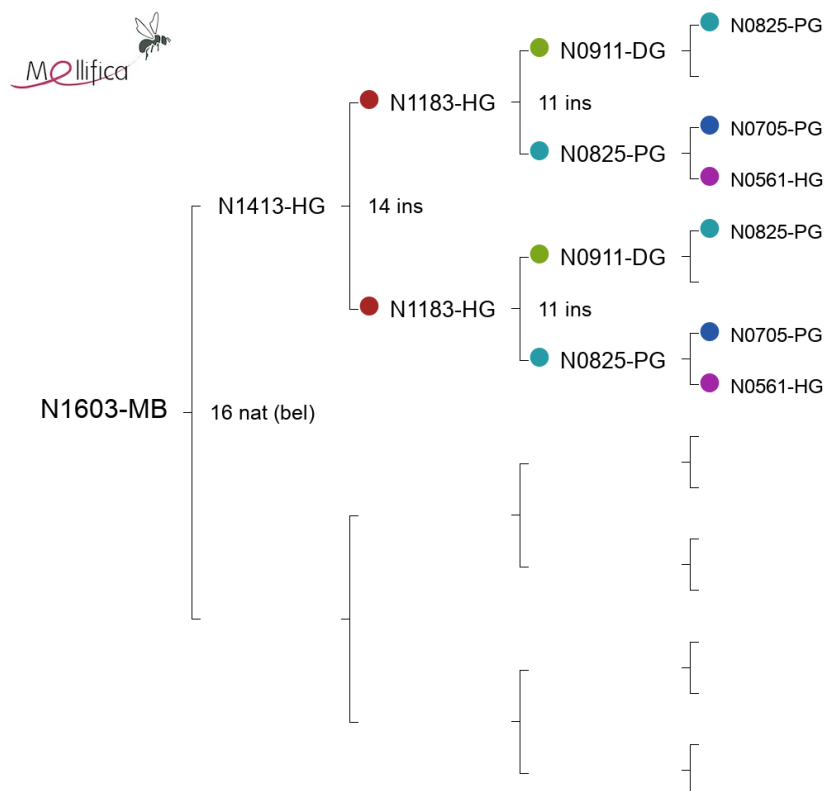 Mellifica
N0825-PG
N0911-DG
N1183-HG
11 ins
N0705-PG
N0825-PG
N0561-HG
N1413-HG
14 ins
N0825-PG
N0911-DG
N1183-HG
11 ins
N0705-PG
N0825-PG
N0561-HG
N1603-MB
16 nat (bel)